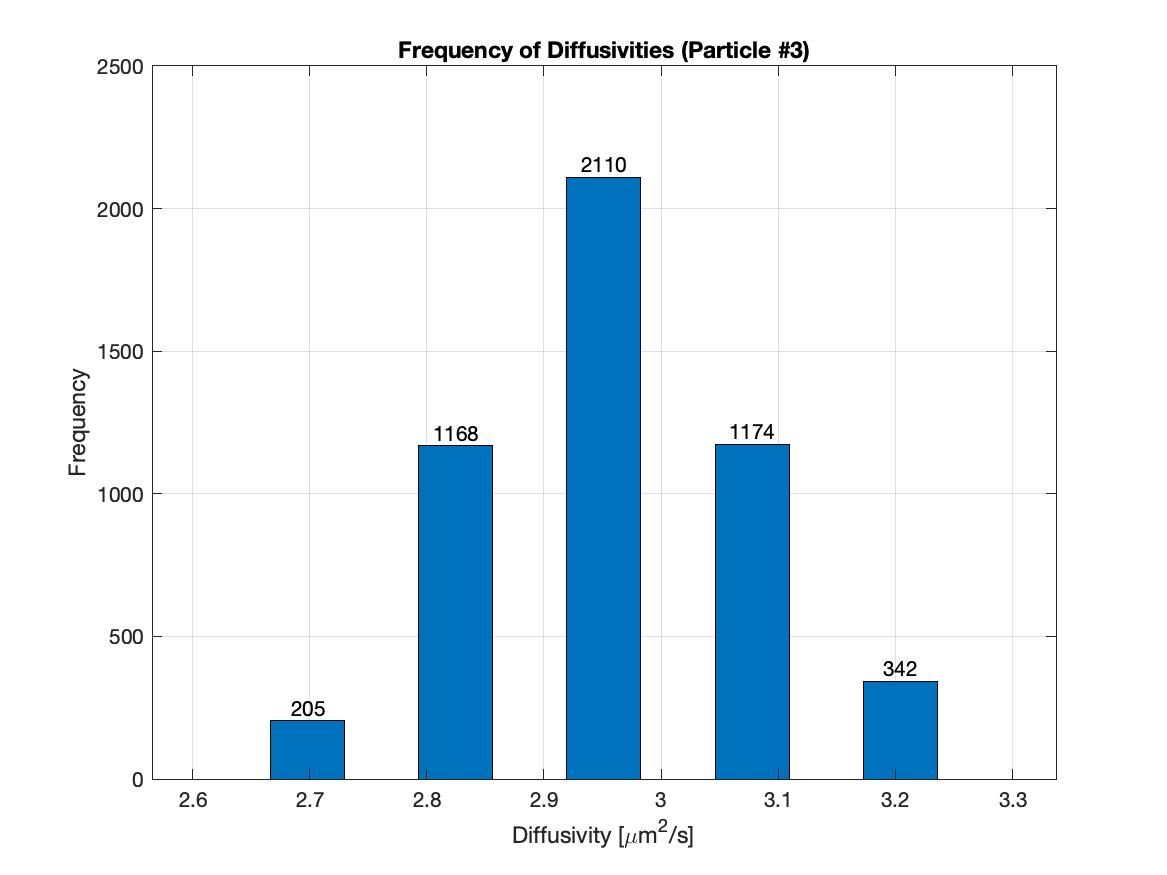 Frequency of Diffusivities (Particle #3)
2500
2000
1500
1000
500
0
Frequency
2110
1168
1174
205
342
2.6 2.7 2.8 2.9 3 3.1 3.2 3.3
Diffusivity [μm²/s]